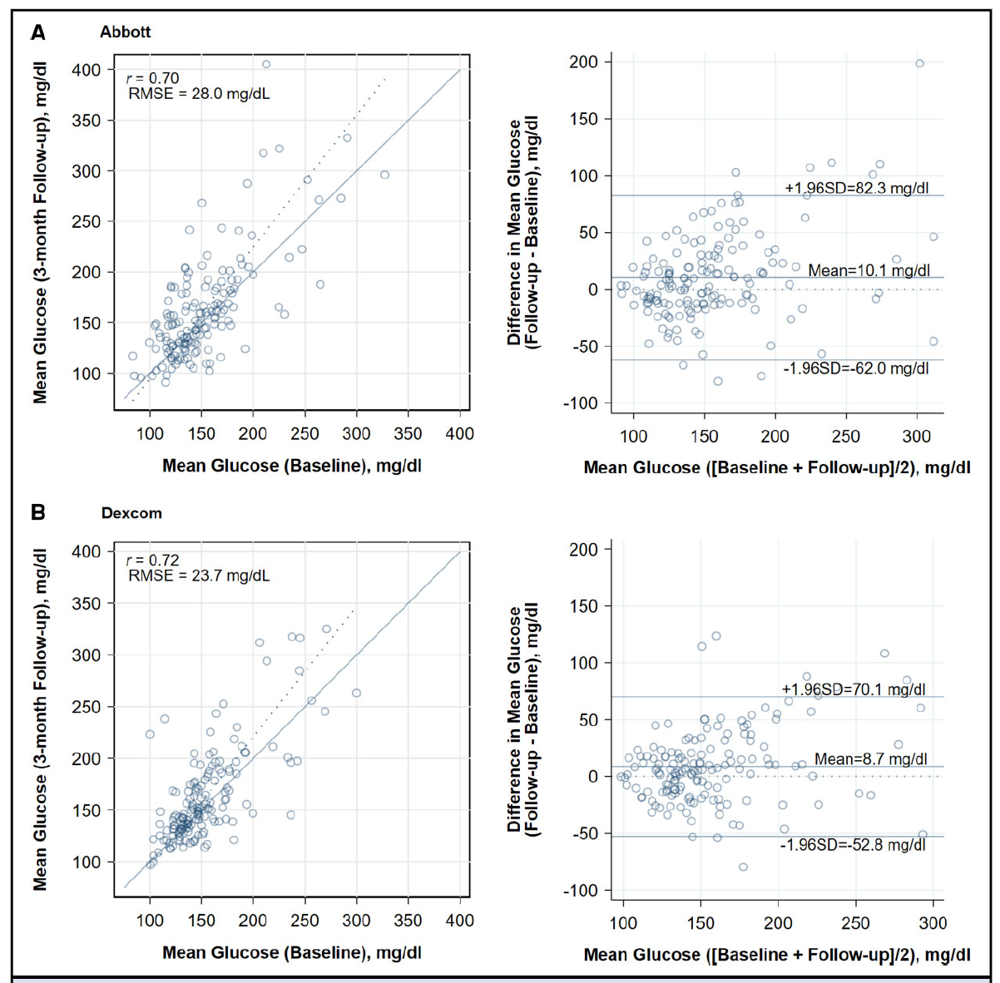 A
Abbott
r = 0.70
RMSE = 28.0 mg/dL
Mean Glucose (3-month Follow-up), mg/dl
400
350
300
250
200
150
100
100 150 200 250 300 350 400
Mean Glucose (Baseline), mg/dl
Difference in Mean Glucose
(Follow-up - Baseline), mg/dl
200
150
100
50
0
-50
-100
+1.96SD=82.3 mg/dl
Mean=10.1 mg/dl
-1.96SD=-62.0 mg/dl
100 150 200 250 300
Mean Glucose ([Baseline + Follow-up]/2), mg/dl
B
Dexcom
r = 0.72
RMSE = 23.7 mg/dL
Mean Glucose (3-month Follow-up), mg/dl
400
350
300
250
200
150
100
100 150 200 250 300 350 400
Mean Glucose (Baseline), mg/dl
Difference in Mean Glucose
(Follow-up - Baseline), mg/dl
200
150
100
50
0
-50
-100
+1.96SD=70.1 mg/dl
Mean=8.7 mg/dl
-1.96SD=-52.8 mg/dl
100 150 200 250 300
Mean Glucose ([Baseline + Follow-up]/2), mg/dl